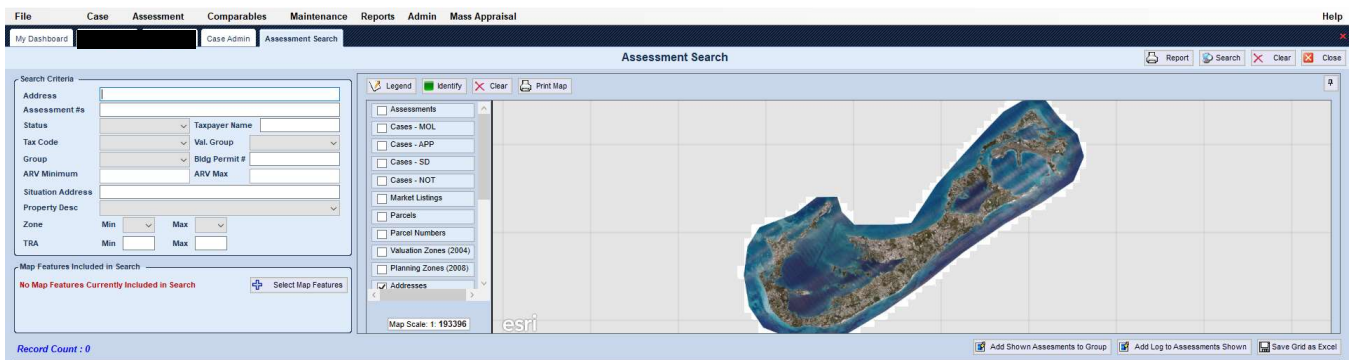 File Case Assessment Comparables Maintenance Reports Admin Mass Appraisal Help
My Dashboard Case Admin Assessment Search
Assessment Search Report Search Clear Close
Search Criteria
Address
Assessment #s
Status Taxpayer Name
Tax Code Val. Group
Group Bldg Permit #
ARV Minimum ARV Max
Situation Address
Property Desc
Zone Min Max
TRA Min Max
Map Features Included in Search
No Map Features Currently Included in Search Select Map Features
Legend Identify Clear Print Map
Assessments
Cases - MOL
Cases - APP
Cases - SD
Cases - NOT
Market Listings
Parcels
Parcel Numbers
Valuation Zones (2004)
Planning Zones (2008)
Addresses
Map Scale: 1: 193396
esri
Record Count : 0 Add Shown Assesments to Group Add Log to Assessments Shown Save Grid as Excel